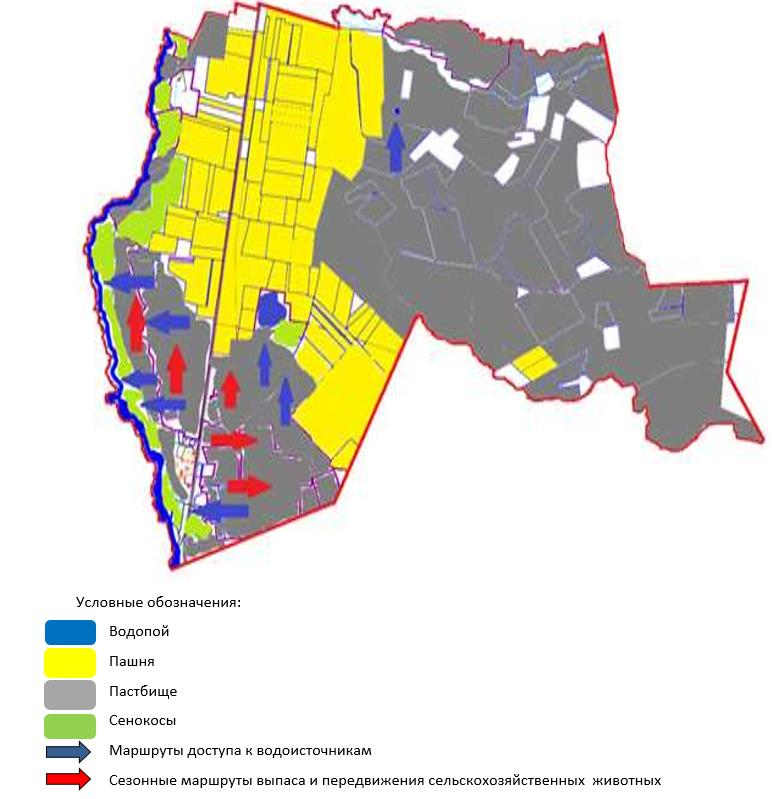 Условные обозначения:
Водопой
Пашня
Пастбище
Сенокосы
Маршруты доступа к водоисточникам
Сезонные маршруты выпаса и передвижения сельскохозяйственных животных